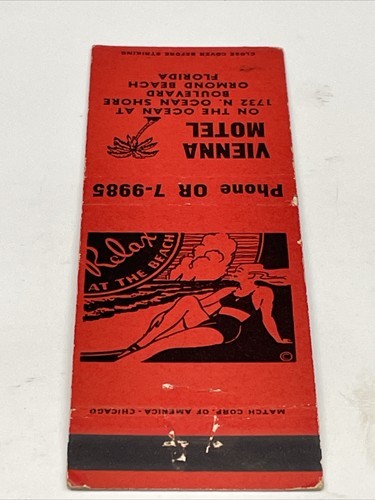 Relax
AT THE BEACH
©
MATCH CORP. OF AMERICA - CHICAGO
Phone OR 7-9985
VIENNA
MOTEL
ON THE OCEAN AT
1732 N. OCEAN SHORE
BOULEVARD
ORMOND BEACH
FLORIDA
CLOSE COVER BEFORE STRIKING